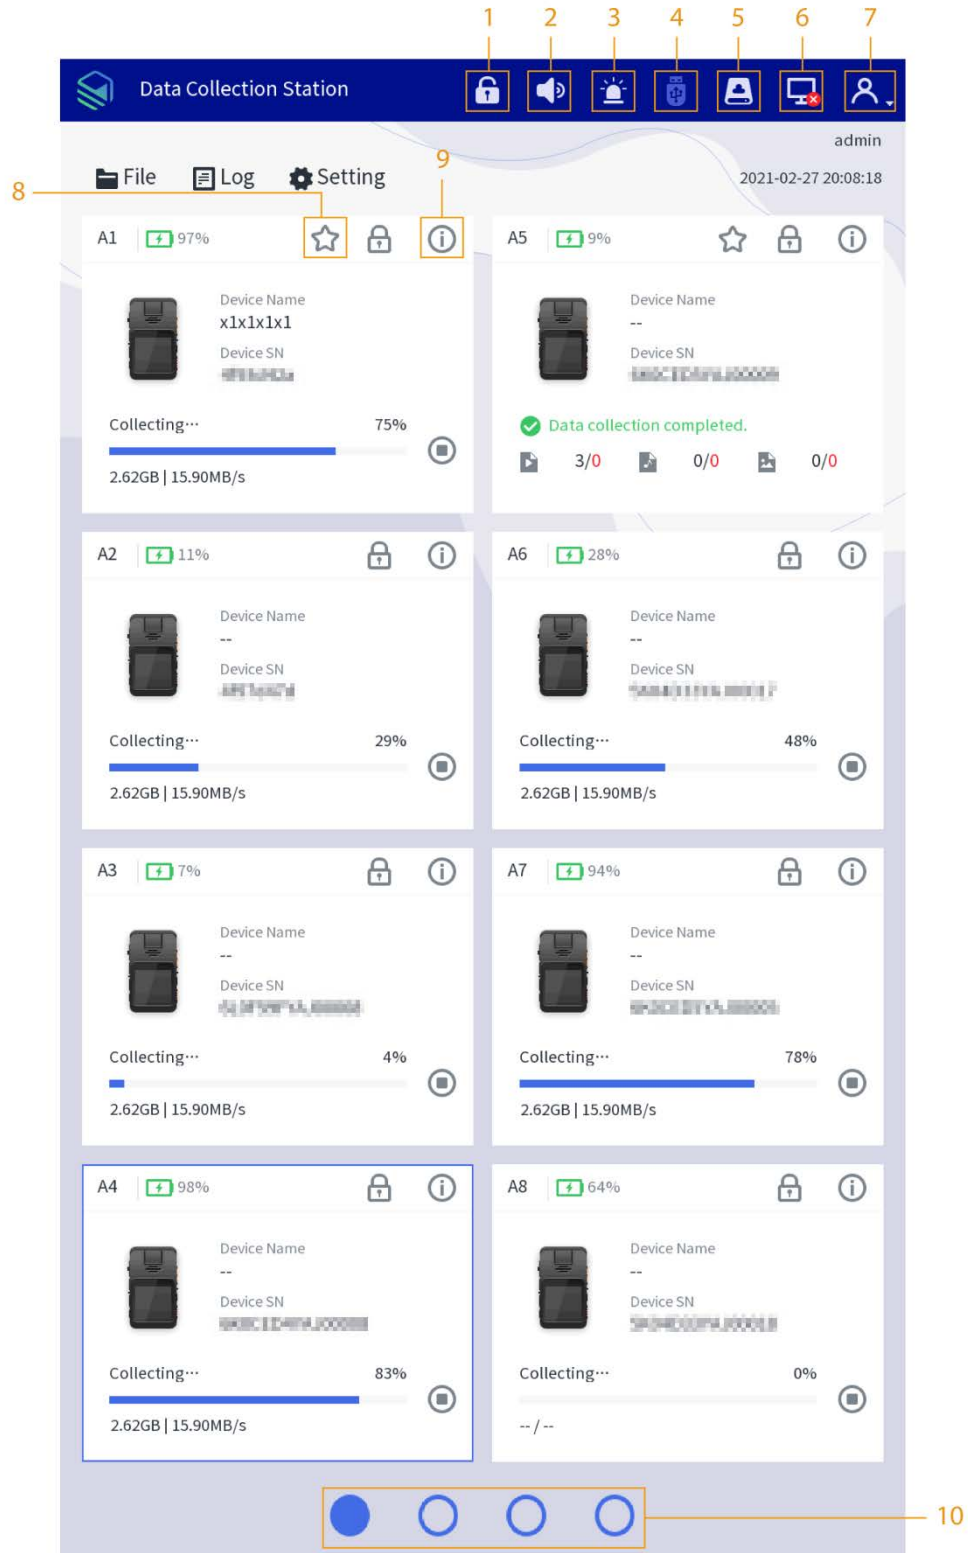 1 2 3 4 5 6 7
Data Collection Station
admin
9
8
File Log Setting
2021-02-27 20:08:18
A1 97%
Device Name
x1x1x1x1
Device SN
Collecting··· 75%
2.62GB | 15.90MB/s
A5 9%
Device Name
--
Device SN
Data collection completed.
3/0 0/0 0/0
A2 11%
Device Name
--
Device SN
Collecting··· 29%
2.62GB | 15.90MB/s
A6 28%
Device Name
--
Device SN
Collecting··· 48%
2.62GB | 15.90MB/s
A3 7%
Device Name
--
Device SN
Collecting··· 4%
2.62GB | 15.90MB/s
A7 94%
Device Name
--
Device SN
Collecting··· 78%
2.62GB | 15.90MB/s
A4 98%
Device Name
--
Device SN
Collecting··· 83%
2.62GB | 15.90MB/s
A8 64%
Device Name
--
Device SN
Collecting··· 0%
-- / --
10